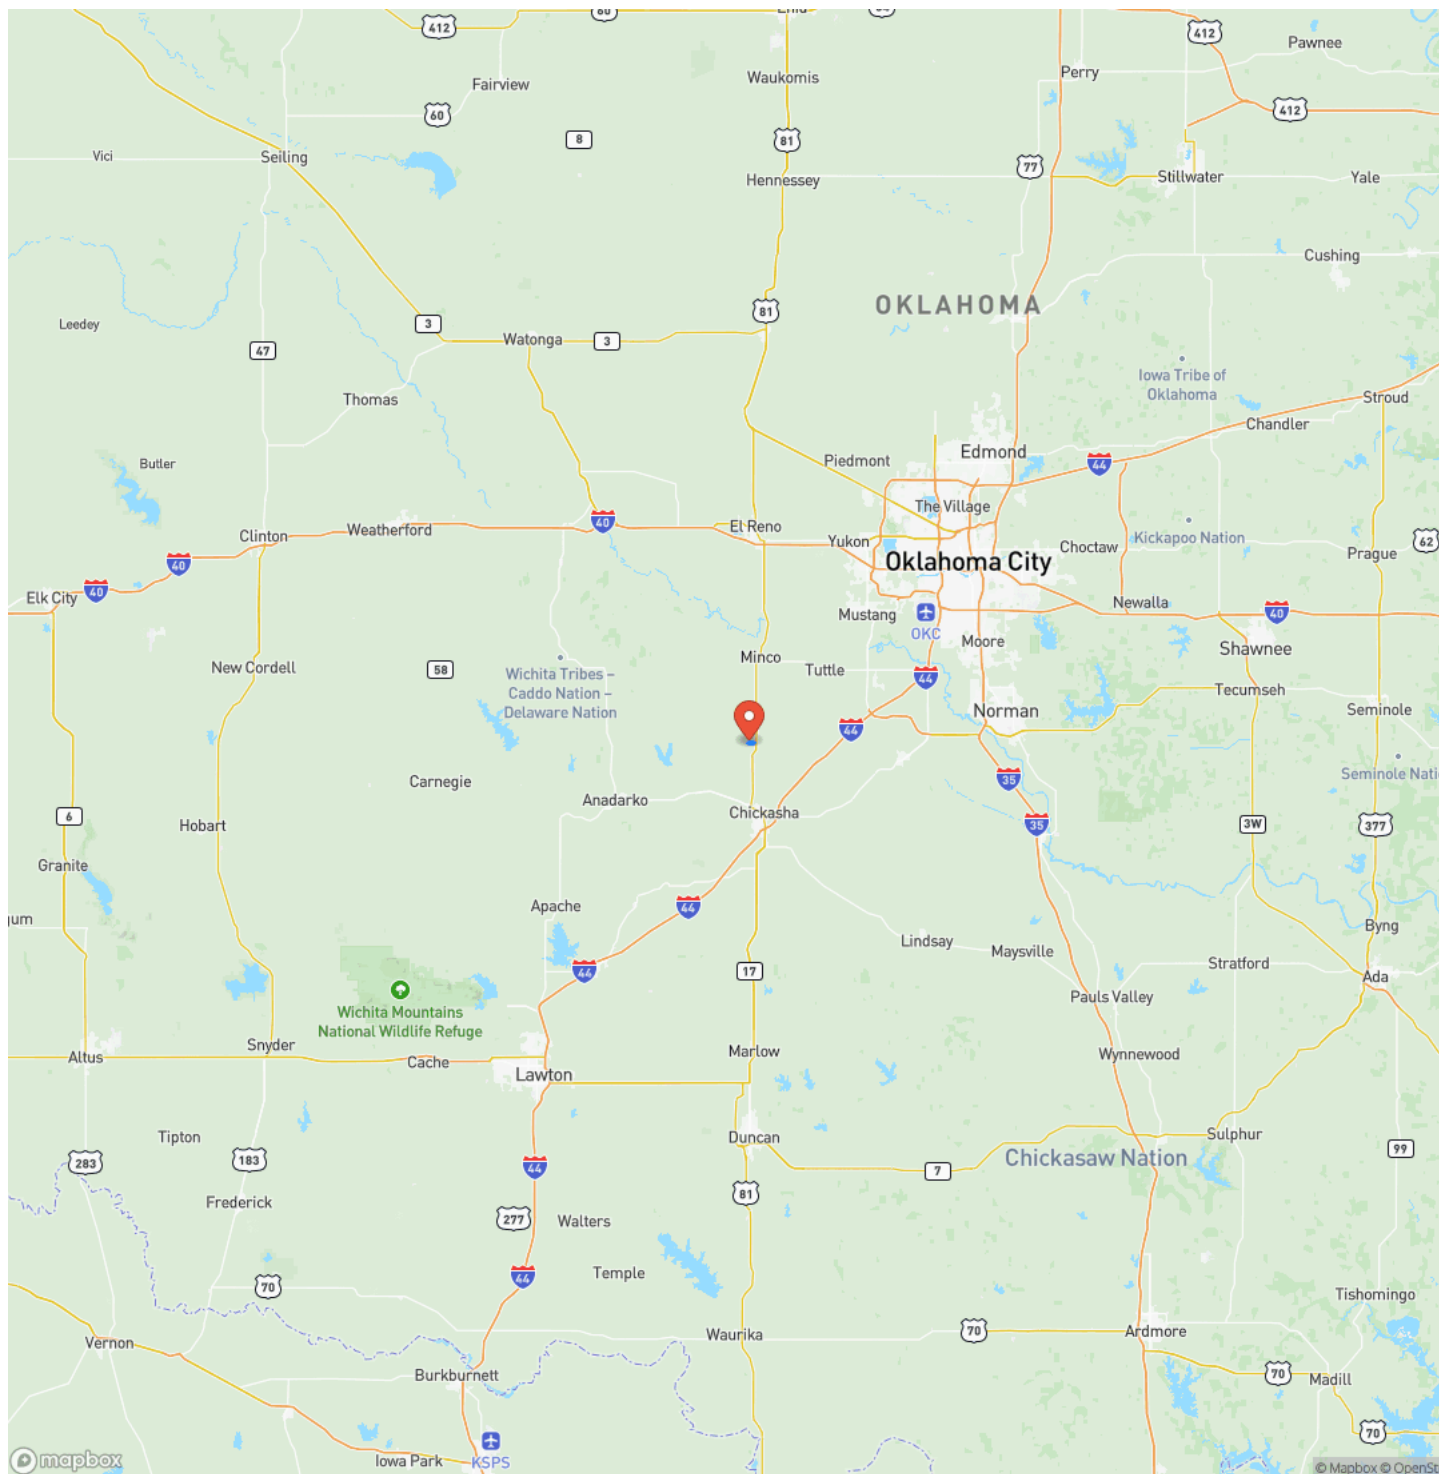 60
Enid
412
412
Pawnee
Perry
Waukomis
Fairview
60
412
8
81
77
Vici
Seiling
Hennessey
Stillwater
Yale
Cushing
OKLAHOMA
81
Leedey
3
Watonga
3
47
Iowa Tribe of
Oklahoma
Thomas
Stroud
Chandler
Edmond
Piedmont
44
Butler
The Village
40
El Reno
Weatherford
Clinton
Yukon
Choctaw
Kickapoo Nation
62
Prague
Oklahoma City
40
40
Elk City
Newalla
40
Mustang
OKC
Moore
Shawnee
Minco
Tuttle
New Cordell
58
Wichita Tribes –
Caddo Nation –
Delaware Nation
44
Tecumseh
Norman
Seminole
44
35
Seminole Nati
Carnegie
Anadarko
Chickasha
6
Hobart
35
3W
377
Granite
44
Apache
gum
Byng
Lindsay
Maysville
Stratford
17
44
Ada
Pauls Valley
Wichita Mountains
National Wildlife Refuge
Snyder
Altus
Cache
Marlow
Wynnewood
Lawton
Tipton
Duncan
Sulphur
99
283
183
44
7
Chickasaw Nation
Frederick
81
277
Walters
Temple
44
70
Tishomingo
Vernon
Waurika
70
Ardmore
Burkburnett
70
Madill
70
mapbox
Iowa Park
KSPS
© Mapbox © OpenSt